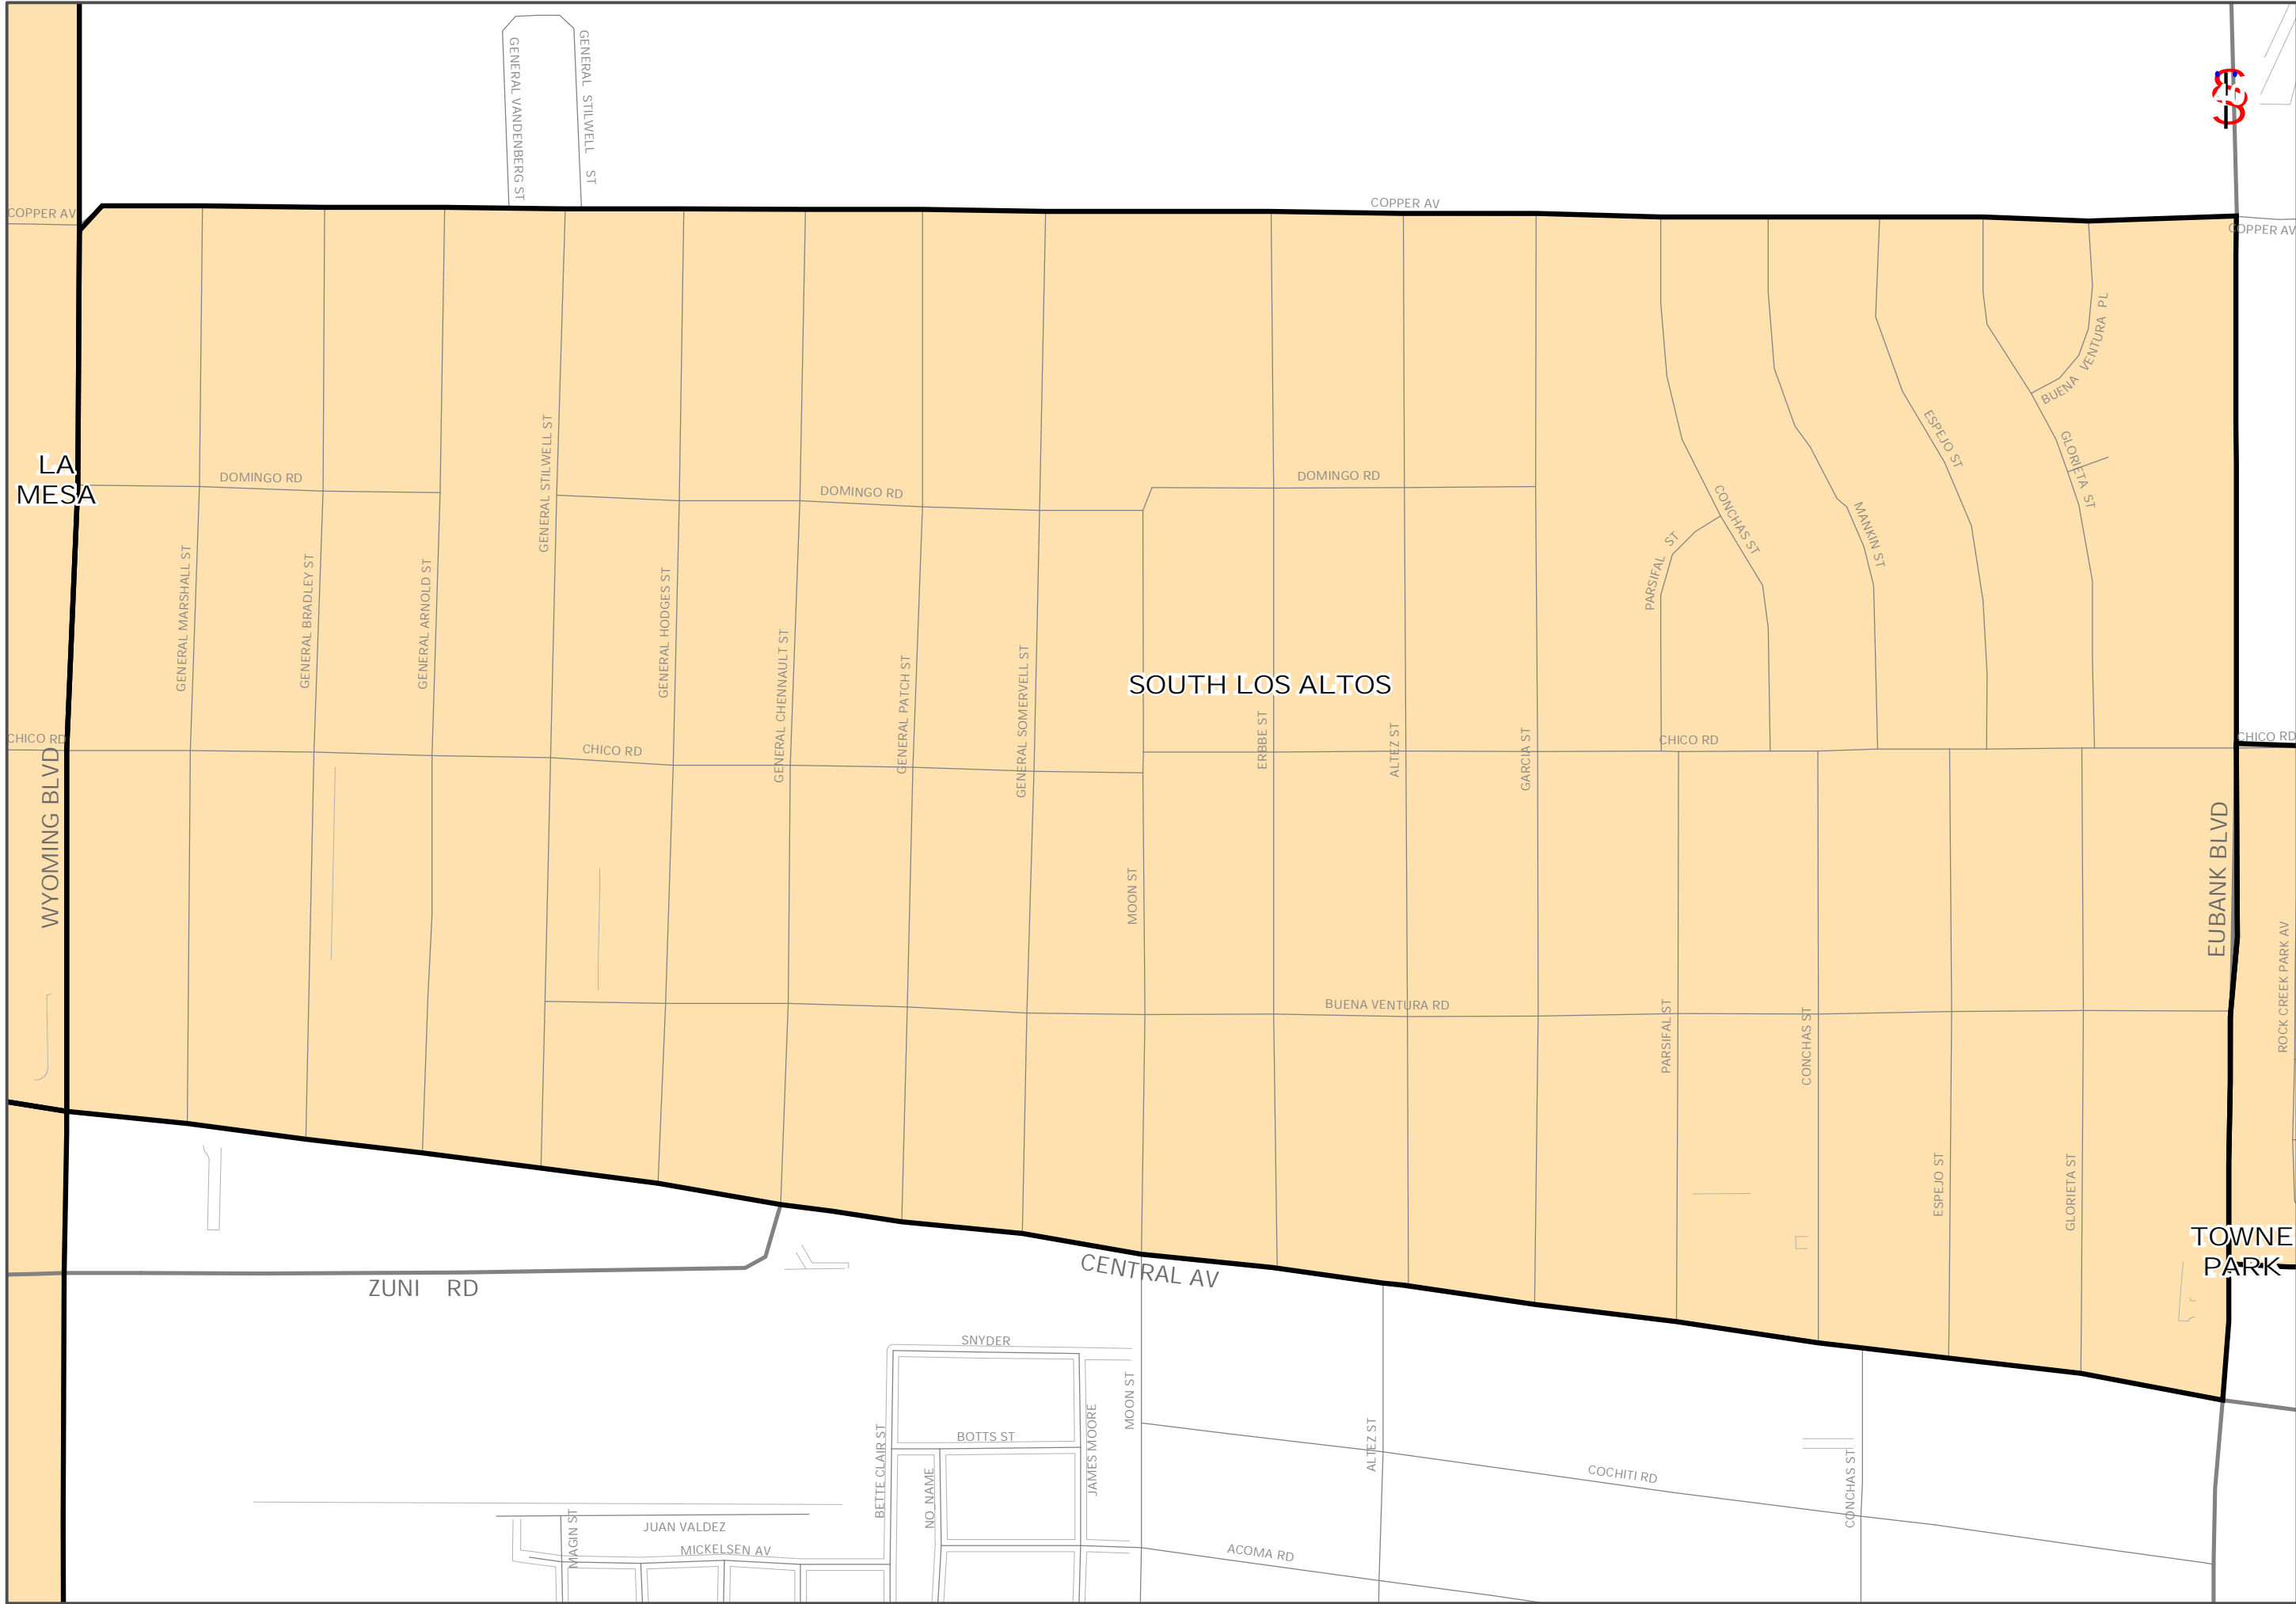 GENERAL VANDENBERG ST
GENERAL STILWELL ST
COPPER AV
COPPER AV
COPPER AV
BUENA VENTURA PL
ESPEJO ST
GLORIETA ST
LA
MESA
DOMINGO RD
DOMINGO RD
DOMINGO RD
GENERAL STILWELL ST
CONCHAS ST
MANKIN ST
PARSIFAL ST
GENERAL MARSHALL ST
GENERAL BRADLEY ST
GENERAL ARNOLD ST
GENERAL HODGES ST
GENERAL CHENNAULT ST
GENERAL PATCH ST
GENERAL SOMERVELL ST
SOUTH LOS ALTOS
ERBBE ST
ALTEZ ST
GARCIA ST
CHICO RD
CHICO RD
CHICO RD
CHICO RD
WYOMING BLVD
EUBANK BLVD
MOON ST
ROCK CREEK PARK AV
BUENA VENTURA RD
PARSIFAL ST
CONCHAS ST
ESPEJO ST
GLORIETA ST
TOWNE
PARK
CENTRAL AV
ZUNI RD
SNYDER
BOTTS ST
BETTE CLAIR ST
NO_NAME
JAMES MOORE
MOON ST
ALTEZ ST
COCHITI RD
CONCHAS ST
MAGIN ST
JUAN VALDEZ
MICKELSEN AV
ACOMA RD